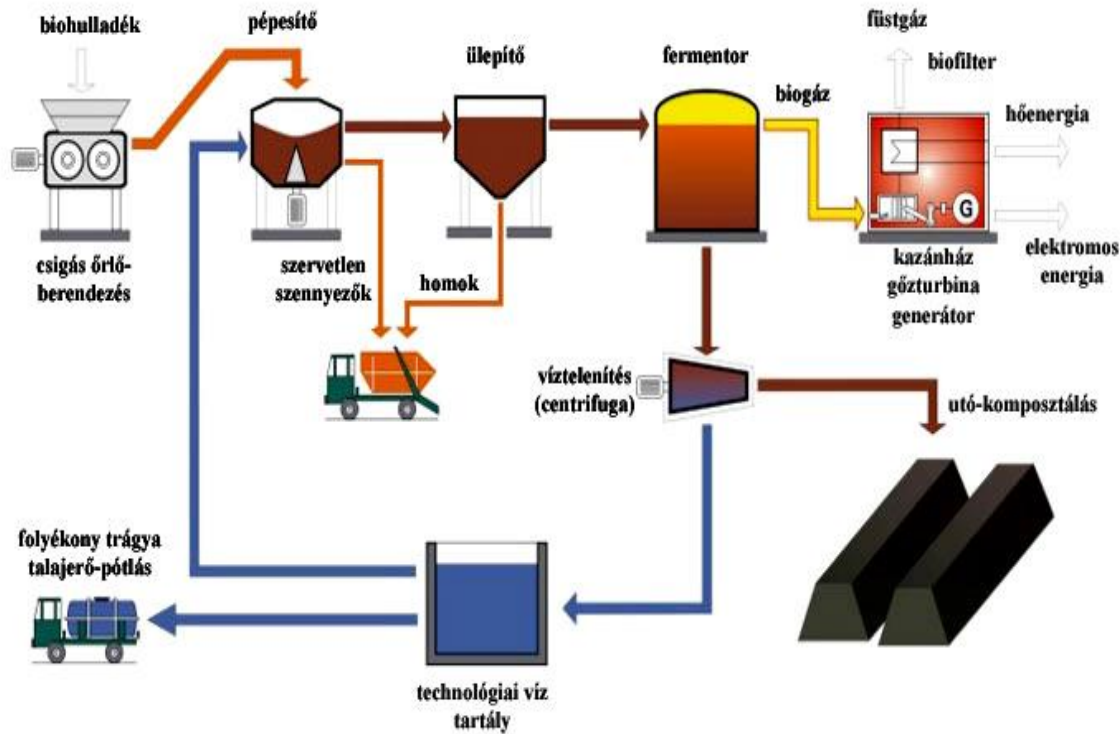 biohulladék
pépesítő
ülepítő
fermentor
füstgáz
biofilter
biogáz
hőenergia
G
csigás őrlő-
berendezés
szervetlen
szennyezők
homok
elektromos
energia
kazánház
gőzturbina
generátor
víztelenítés
(centrifuga)
utó-komposztálás
folyékony trágya
talajerő-pótlás
technológiai víz
tartály